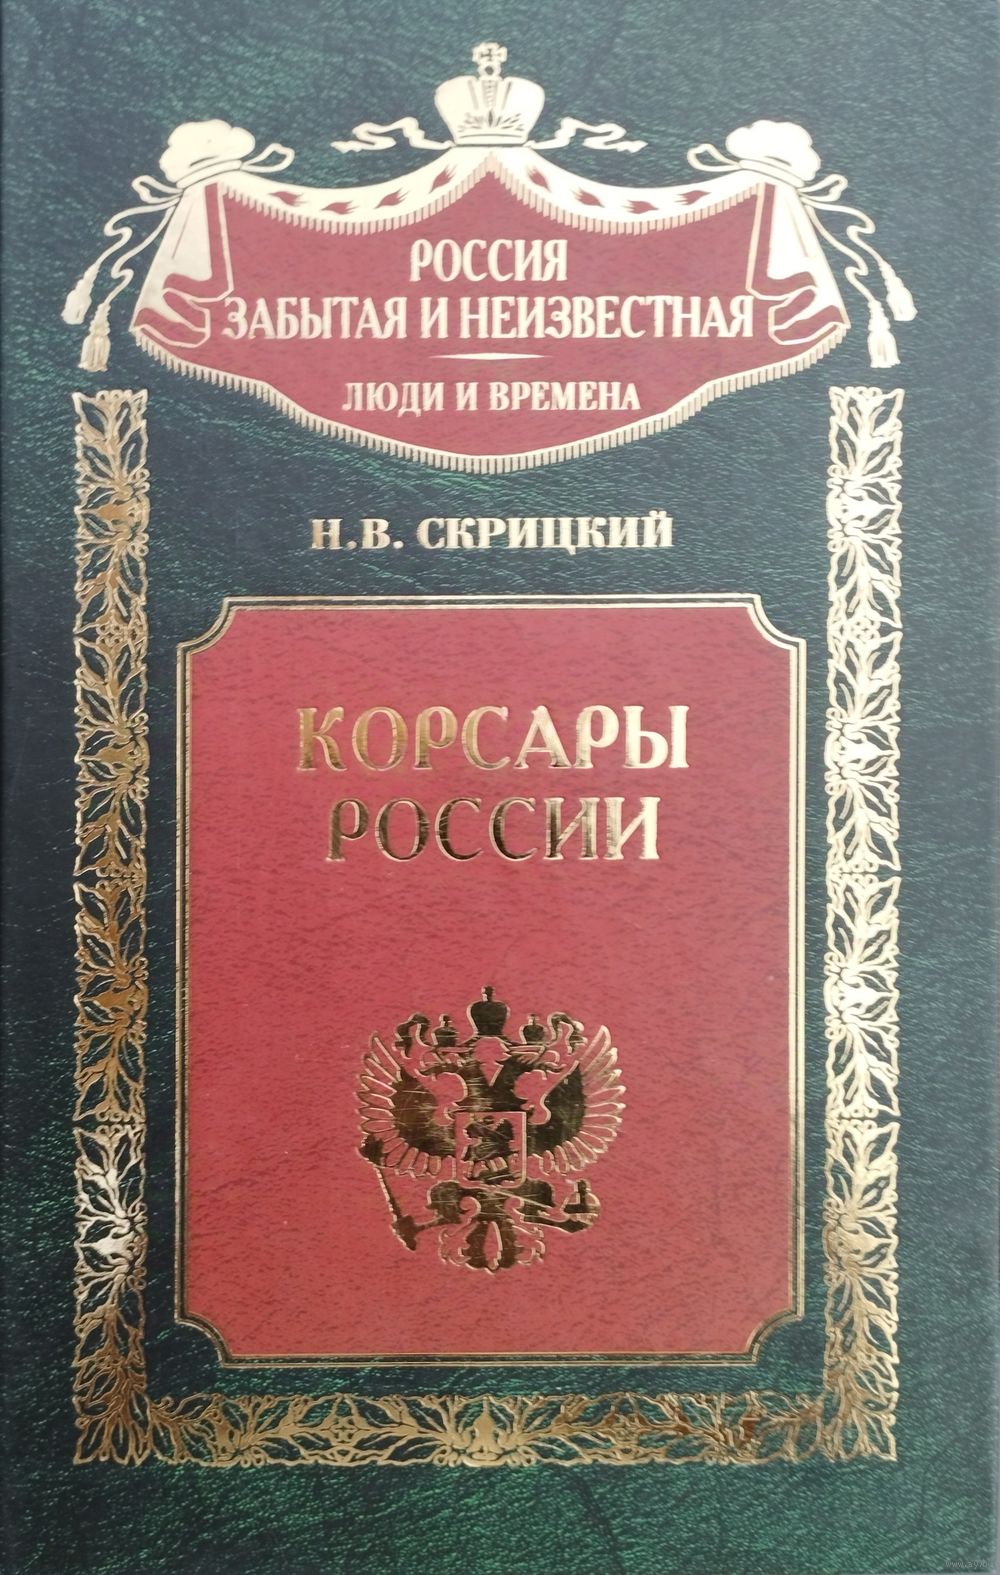 РОССИЯ
ЗАБЫТАЯ И НЕИЗВЕСТНАЯ
ЛЮДИ И ВРЕМЕНА
Н.В. СКРИЦКИЙ
КОРСАРЫ
РОССИИ